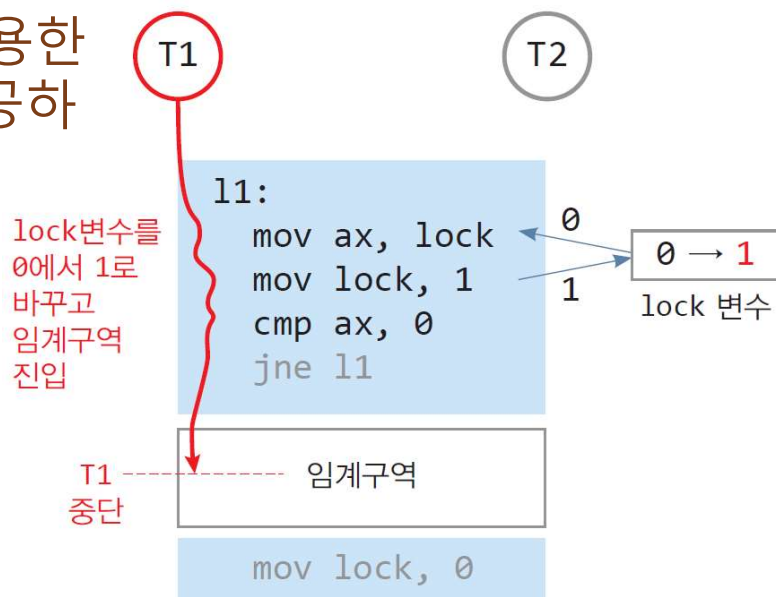 용한
공하
T1
T2
l1:
mov ax, lock
mov lock, 1
cmp ax, 0
jne l1
lock변수를
0에서 1로
바꾸고
임계구역
진입
0
1
0 → 1
lock 변수
T1
중단
임계구역
mov lock, 0